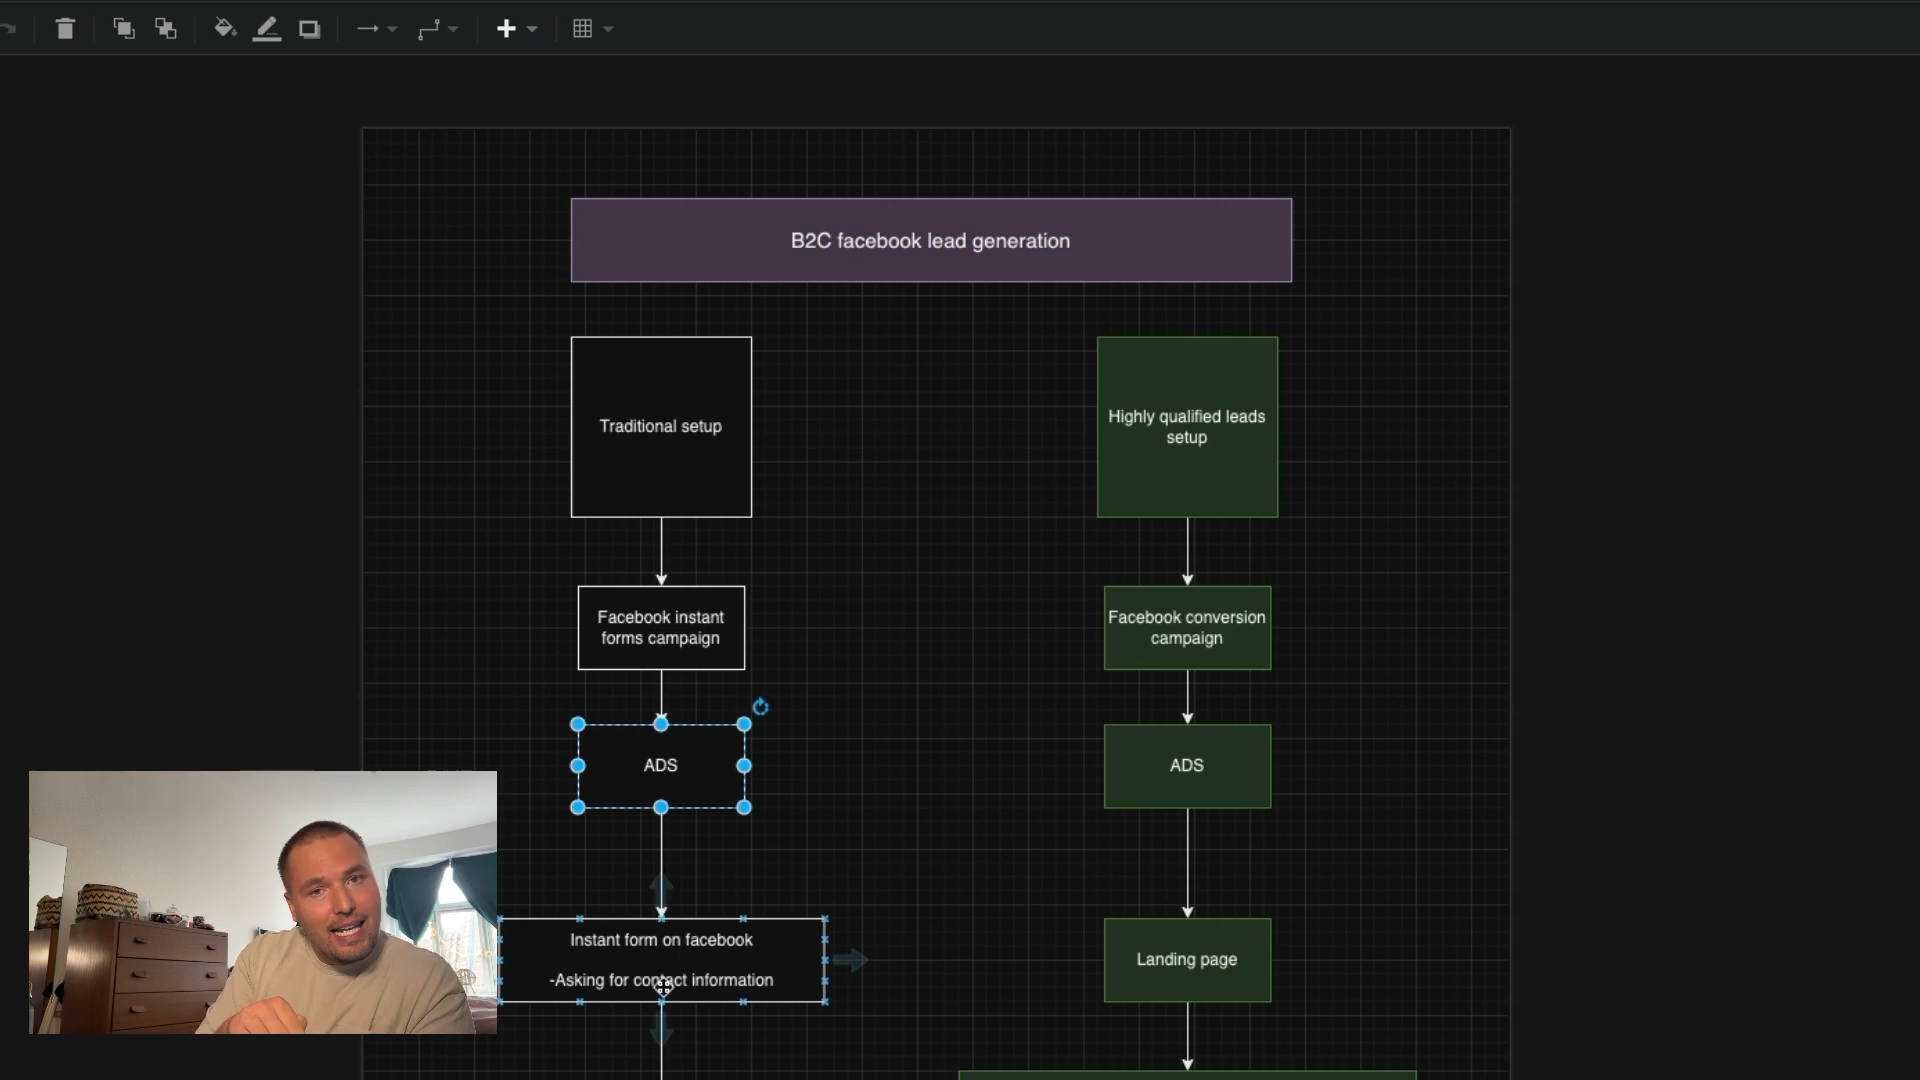 B2C facebook lead generation
Traditional setup
Highly qualified leads
setup
Facebook instant
forms campaign
Facebook conversion
campaign
ADS
ADS
Instant form on facebook
-Asking for contact information
Landing page